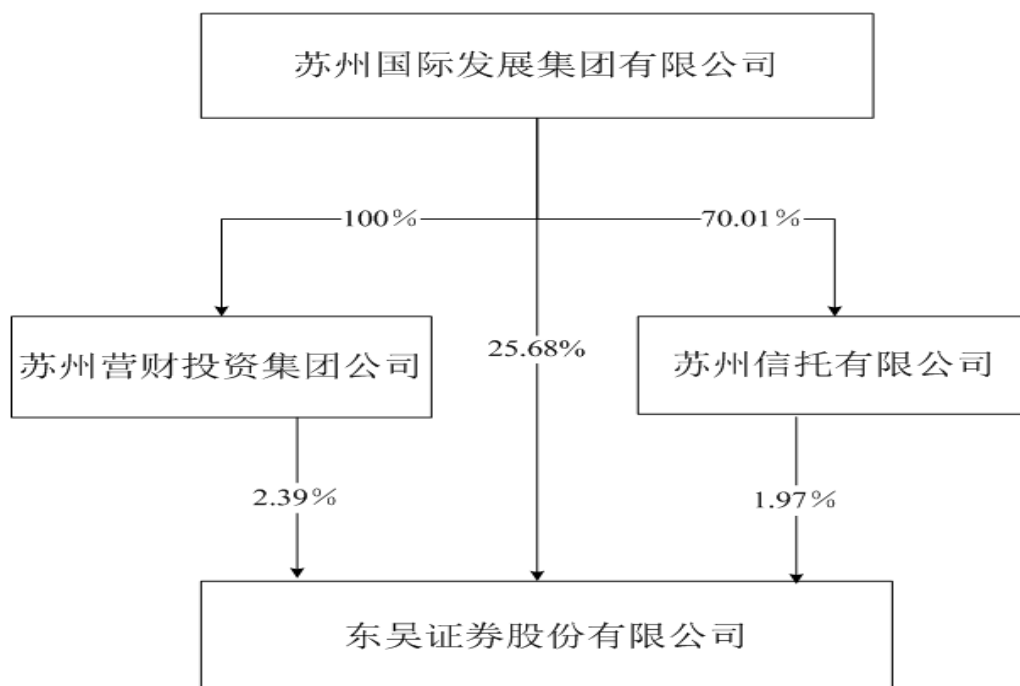 苏州国际发展集团有限公司
100%
70.01%
苏州营财投资集团公司
25.68%
苏州信托有限公司
2.39%
1.97%
东吴证券股份有限公司